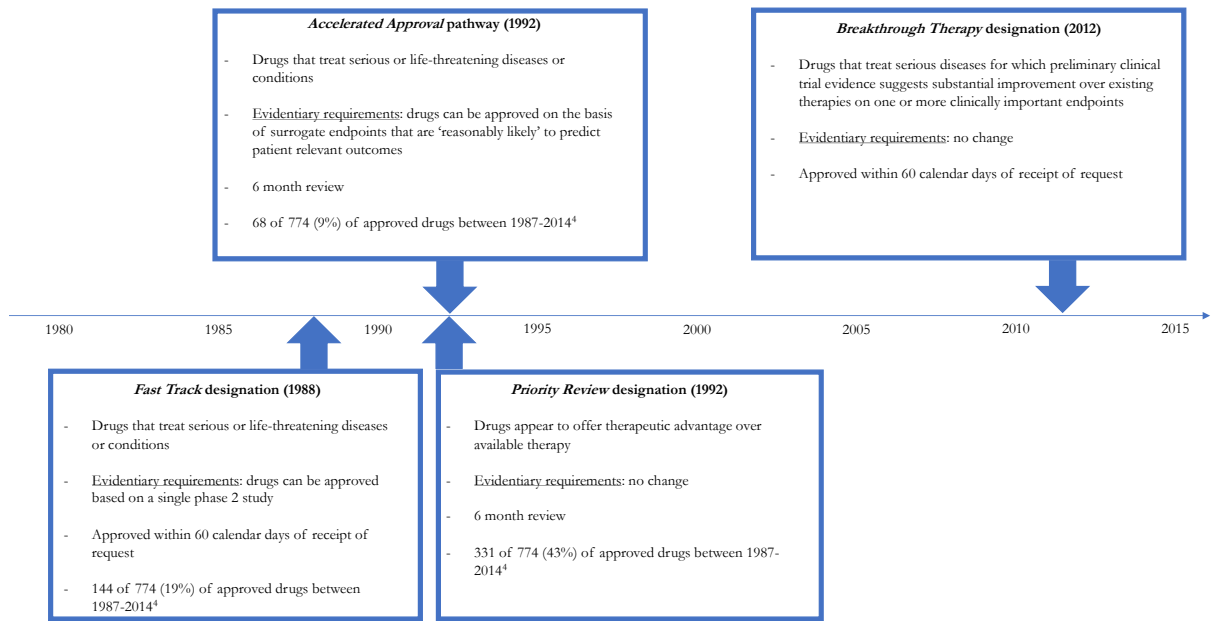 Accelerated Approval pathway (1992)
- Drugs that treat serious or life-threatening diseases or
conditions
- Evidentiary requirements: drugs can be approved on the basis
of surrogate endpoints that are ‘reasonably likely’ to predict
patient relevant outcomes
- 6 month review
- 68 of 774 (9%) of approved drugs between 1987-2014⁴
Breakthrough Therapy designation (2012)
- Drugs that treat serious diseases for which preliminary clinical
trial evidence suggests substantial improvement over existing
therapies on one or more clinically important endpoints
- Evidentiary requirements: no change
- Approved within 60 calendar days of receipt of request
1980 1985 1990 1995 2000 2005 2010 2015
Fast Track designation (1988)
- Drugs that treat serious or life-threatening diseases
or conditions
- Evidentiary requirements: drugs can be approved
based on a single phase 2 study
- Approved within 60 calendar days of receipt of
request
- 144 of 774 (19%) of approved drugs between
1987-2014⁴
Priority Review designation (1992)
- Drugs appear to offer therapeutic advantage over
available therapy
- Evidentiary requirements: no change
- 6 month review
- 331 of 774 (43%) of approved drugs between 1987-
2014⁴